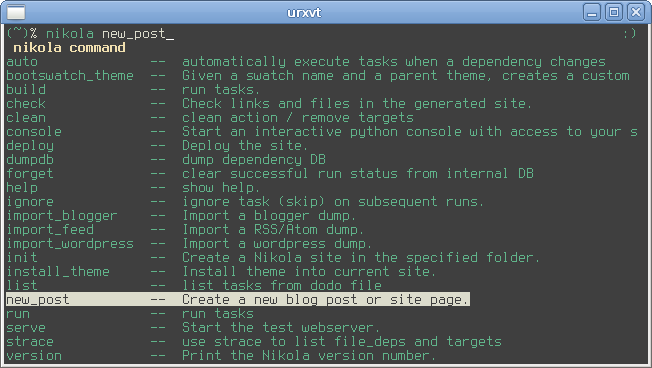 urxvt
(~)% nikola new_post_ :)
nikola command
auto -- automatically execute tasks when a dependency changes
bootswatch_theme -- Given a swatch name and a parent theme, creates a custom
build -- run tasks.
check -- Check links and files in the generated site.
clean -- clean action / remove targets
console -- Start an interactive python console with access to your s
deploy -- Deploy the site.
dumpdb -- dump dependency DB
forget -- clear successful run status from internal DB
help -- show help.
ignore -- ignore task (skip) on subsequent runs.
import_blogger -- Import a blogger dump.
import_feed -- Import a RSS/Atom dump.
import_wordpress -- Import a wordpress dump.
init -- Create a Nikola site in the specified folder.
install_theme -- Install theme into current site.
list -- list tasks from dodo file
new_post -- Create a new blog post or site page.
run -- run tasks
serve -- Start the test webserver.
strace -- use strace to list file_deps and targets
version -- Print the Nikola version number.